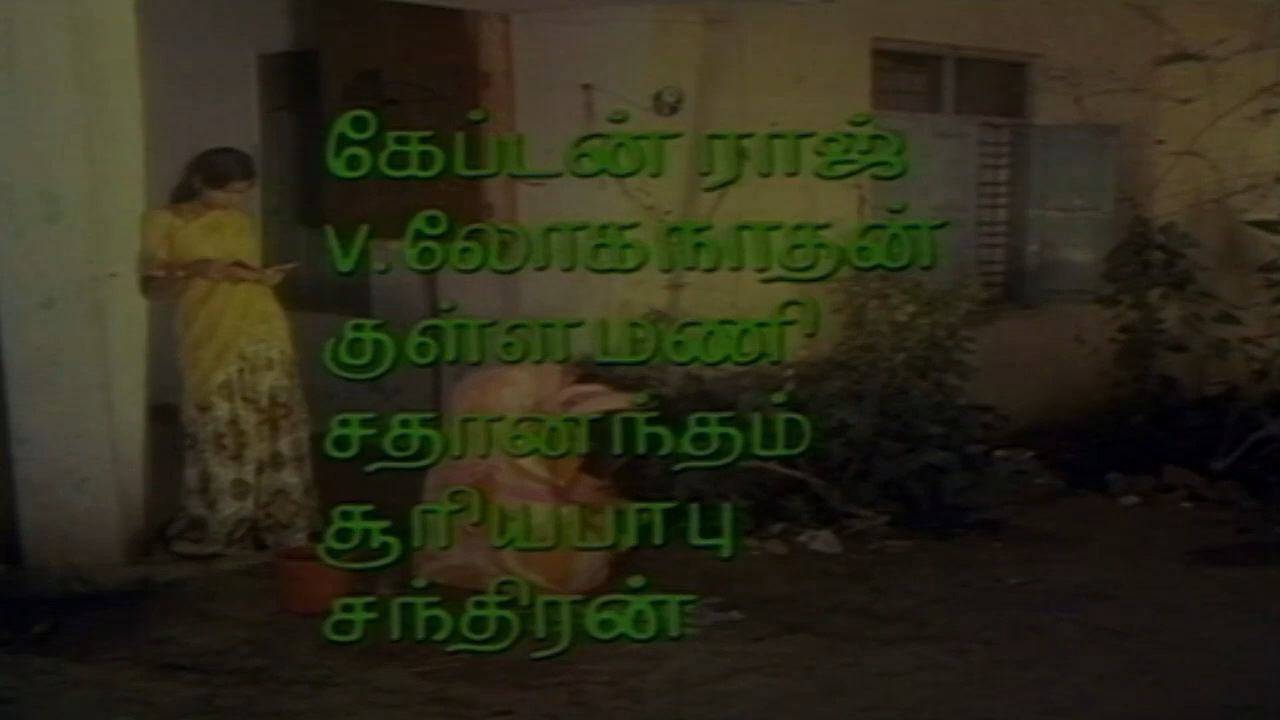 கேப்டன் ராஜ்
V. லோகநாதன்
குள்ளமணி
சதானந்தம்
சூரியபாபு
சந்திரன்